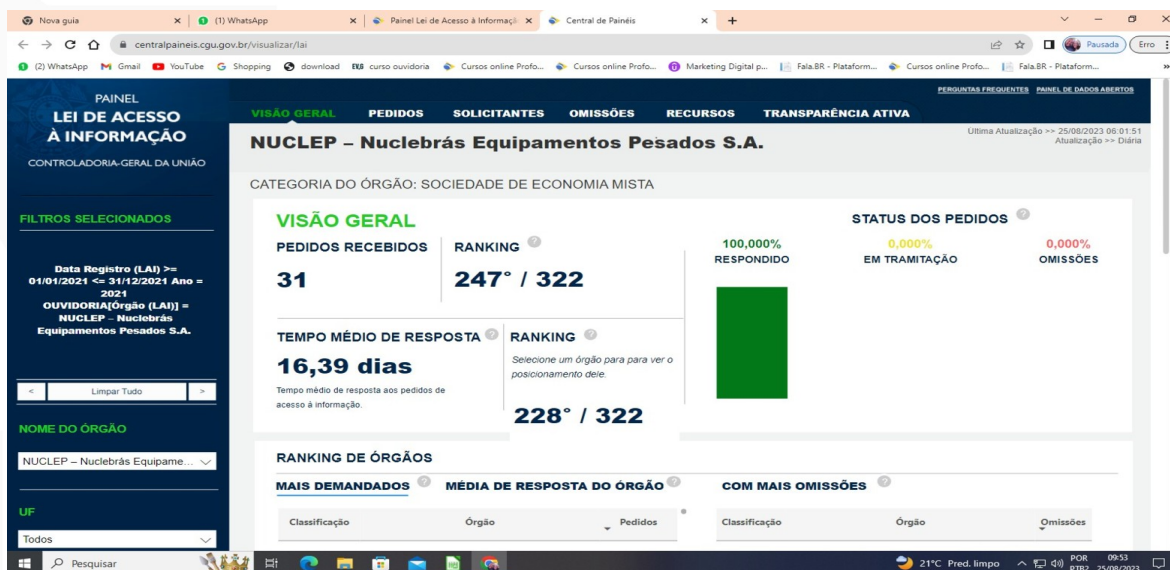 Nova guia
(1) WhatsApp
Painel Lei de Acesso à Informaçã
Central de Painéis
centralpaineis.cgu.gov.br/visualizar/lai
Pausada
Erro
(2) WhatsApp
Gmail
YouTube
Shopping
download
curso ouvidoria
Cursos online Profo...
Cursos online Profo...
Marketing Digital p...
Fala.BR - Plataform...
Cursos online Profo...
Fala.BR - Plataform...
PAINEL
LEI DE ACESSO
À INFORMAÇÃO
CONTROLADORIA-GERAL DA UNIÃO
PERGUNTAS FREQUENTES PAINEL DE DADOS ABERTOS
VISÃO GERAL PEDIDOS SOLICITANTES OMISSÕES RECURSOS TRANSPARÊNCIA ATIVA
NUCLEP – Nuclebrás Equipamentos Pesados S.A.
Última Atualização >> 25/08/2023 06:01:51
Atualização >> Diária
CATEGORIA DO ÓRGÃO: SOCIEDADE DE ECONOMIA MISTA
FILTROS SELECIONADOS
Data Registro (LAI) >=
01/01/2021 <= 31/12/2021 Ano =
2021
OUVIDORIA[Órgão (LAI)] =
NUCLEP – Nuclebrás
Equipamentos Pesados S.A.
< Limpar Tudo >
NOME DO ÓRGÃO
NUCLEP – Nuclebrás Equipame...
UF
Todos
VISÃO GERAL
PEDIDOS RECEBIDOS
31
RANKING
247° / 322
TEMPO MÉDIO DE RESPOSTA
16,39 dias
Tempo médio de resposta aos pedidos de
acesso à informação.
RANKING
Selecione um órgão para para ver o
posicionamento dele.
228° / 322
STATUS DOS PEDIDOS
100,000%
RESPONDIDO
0,000%
EM TRAMITAÇÃO
0,000%
OMISSÕES
RANKING DE ÓRGÃOS
MAIS DEMANDADOS
MÉDIA DE RESPOSTA DO ÓRGÃO
COM MAIS OMISSÕES
Classificação Órgão Pedidos
Classificação Órgão Omissões
Pesquisar
21°C Pred. limpo
POR
PTB2
09:53
25/08/2023